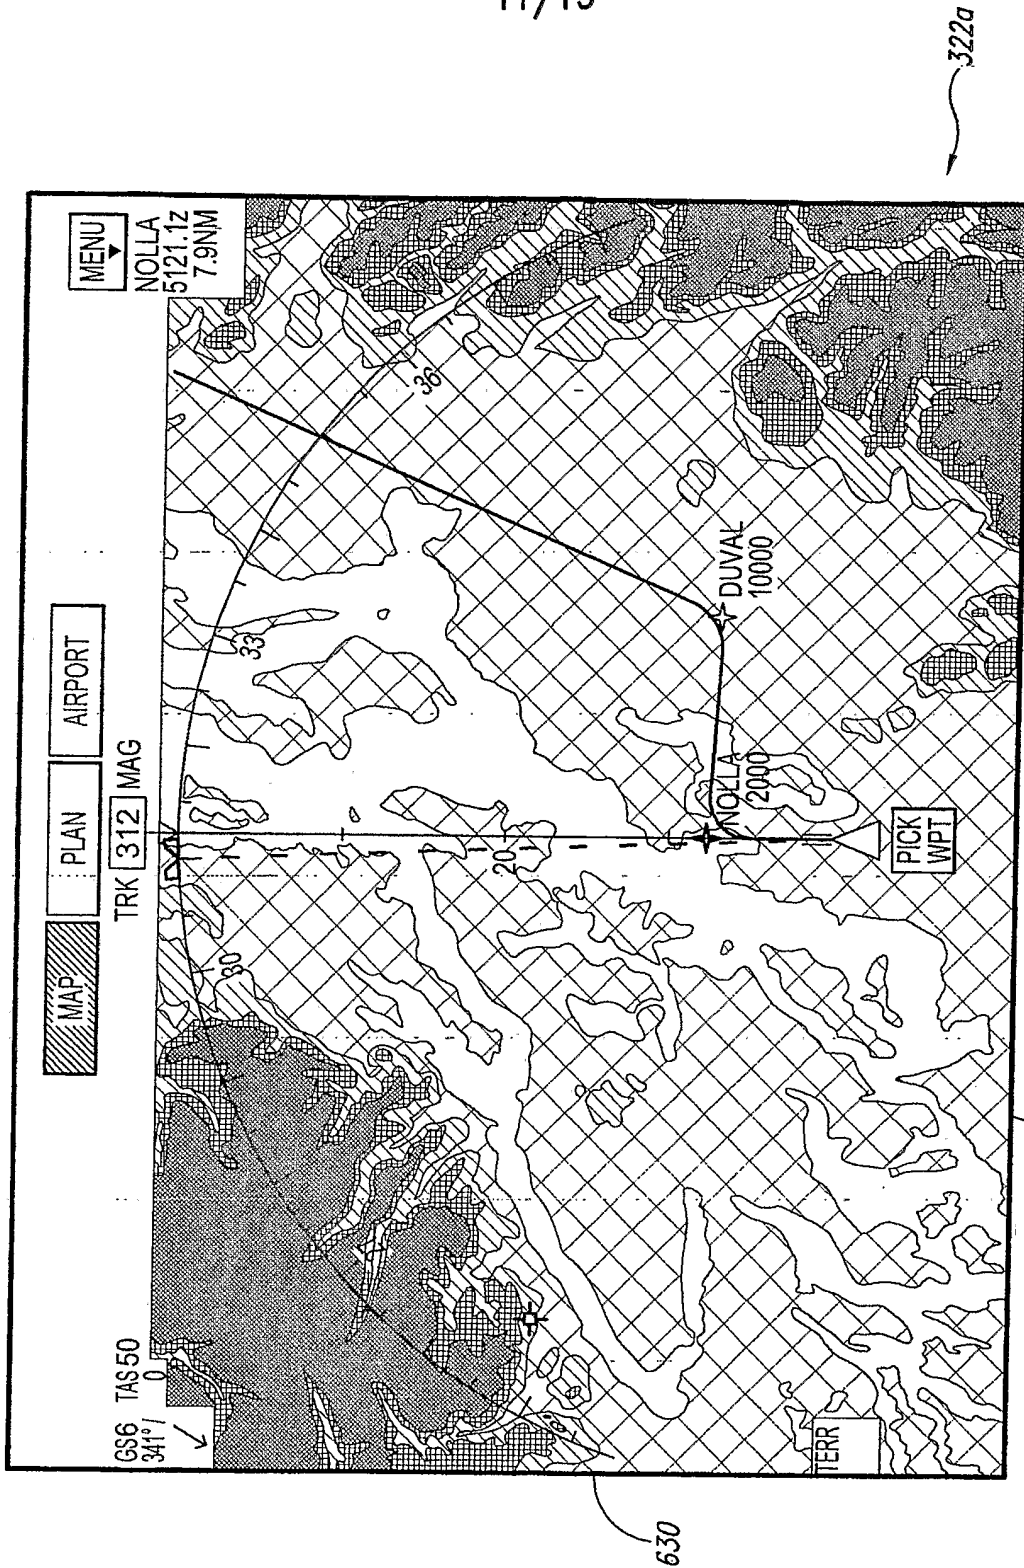 MAP PLAN AIRPORT
GS6 TAS50
341°/ 0
TRK 312 MAG
MENU
NOLLA
5121.1z
7.9NM
30
33
36
20
NOLLA
2000
DUVAL
10000
TERR
PICK
WPT
630
322a